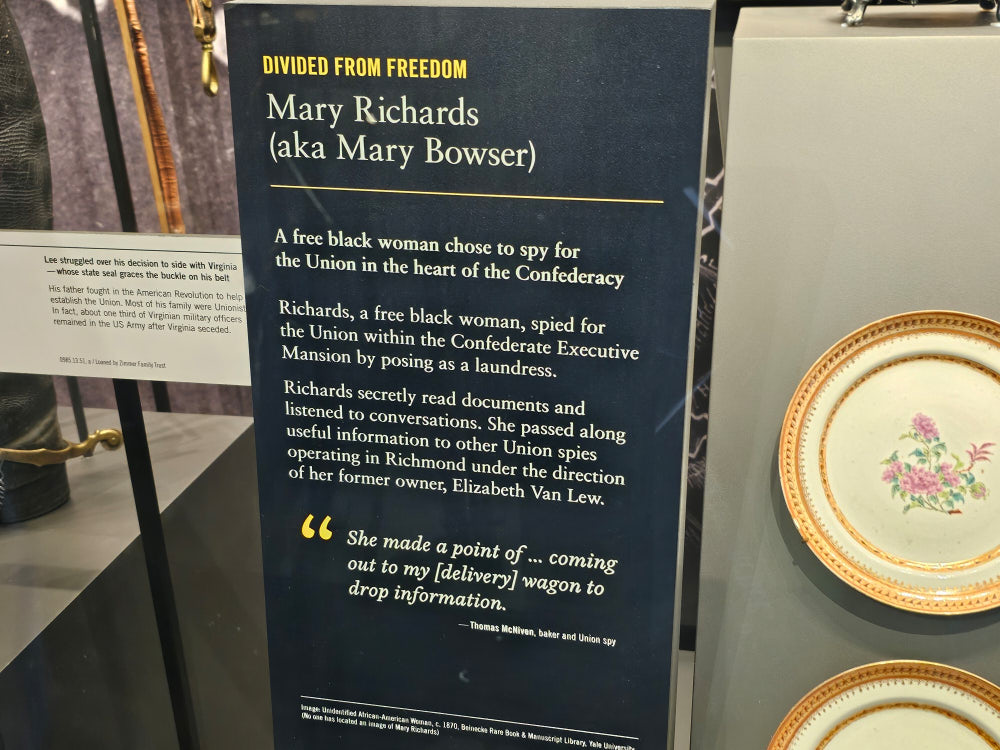 Lee struggled over his decision to side with Virginia
—whose state seal graces the buckle on his belt
His father fought in the American Revolution to help
establish the Union. Most of his family were Unionist
In fact, about one third of Virginian military officers
remained in the US Army after Virginia seceded.
0985.13.51, a / Loaned by Zimmer Family Trust
DIVIDED FROM FREEDOM
Mary Richards
(aka Mary Bowser)
A free black woman chose to spy for
the Union in the heart of the Confederacy
Richards, a free black woman, spied for
the Union within the Confederate Executive
Mansion by posing as a laundress.
Richards secretly read documents and
listened to conversations. She passed along
useful information to other Union spies
operating in Richmond under the direction
of her former owner, Elizabeth Van Lew.
“ She made a point of ... coming
out to my [delivery] wagon to
drop information.
—Thomas McNiven, baker and Union spy
Image: Unidentified African-American Woman, c. 1870, Beinecke Rare Book & Manuscript Library, Yale University
(No one has located an image of Mary Richards)